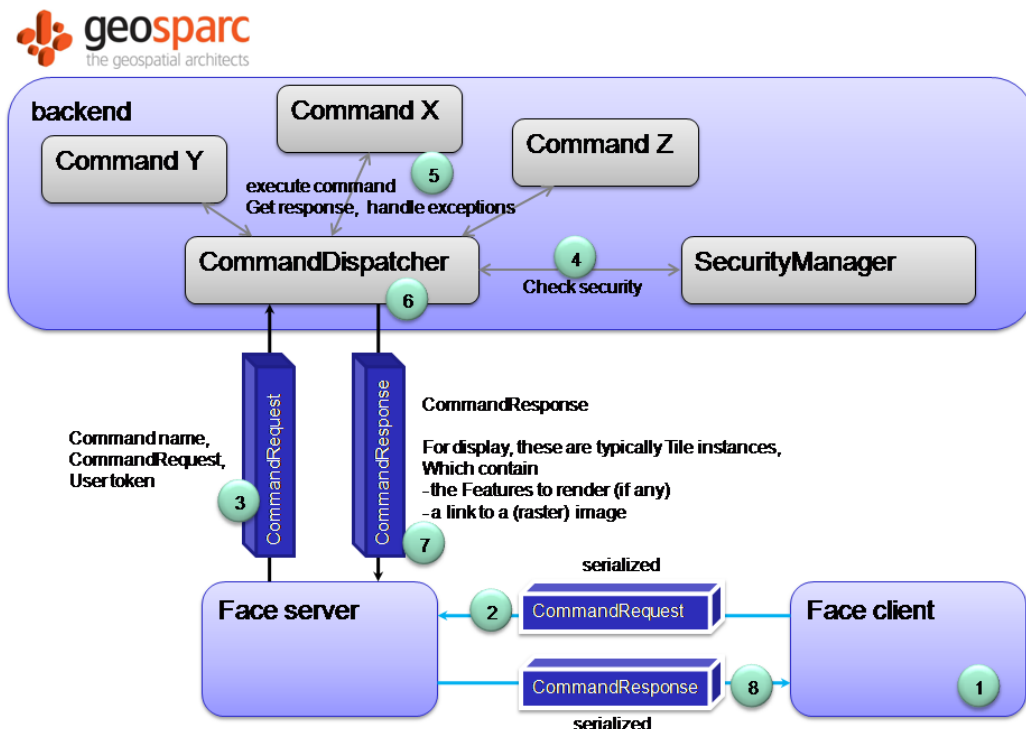 geosparc
the geospatial architects
backend
Command X
Command Y
Command Z
5
execute command
Get response, handle exceptions
CommandDispatcher
4
SecurityManager
Check security
6
CommandRequest
CommandResponse
Command name,
CommandRequest,
User token
3
CommandResponse
For display, these are typically Tile instances,
Which contain
-the Features to render (if any)
-a link to a (raster) image
7
serialized
Face server
2
CommandRequest
Face client
CommandResponse
8
1
serialized